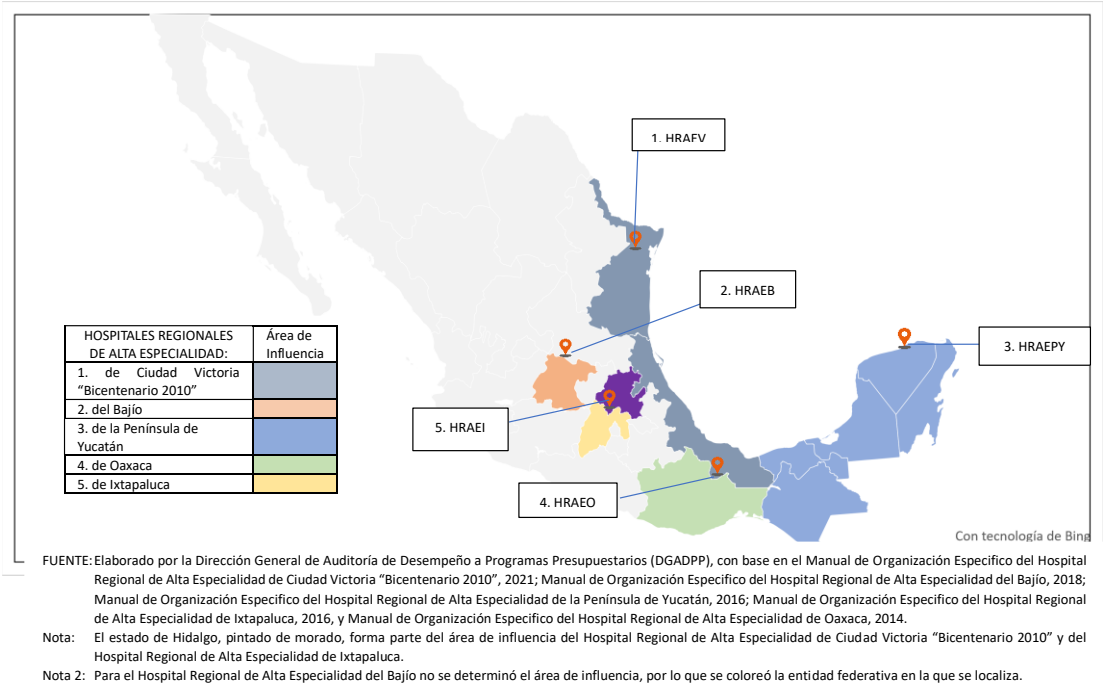 1. HRAEV
2. HRAEB
3. HRAEPY
HOSPITALES REGIONALES DE ALTA ESPECIALIDAD:
Área de Influencia
1. de Ciudad Victoria “Bicentenario 2010”
2. del Bajío
3. de la Península de Yucatán
4. de Oaxaca
5. de Ixtapaluca
5. HRAEI
4. HRAEO
Con tecnología de Bing
FUENTE: Elaborado por la Dirección General de Auditoría de Desempeño a Programas Presupuestarios (DGADPP), con base en el Manual de Organización Especifico del Hospital
Regional de Alta Especialidad de Ciudad Victoria “Bicentenario 2010”, 2021; Manual de Organización Especifico del Hospital Regional de Alta Especialidad del Bajío, 2018;
Manual de Organización Especifico del Hospital Regional de Alta Especialidad de la Península de Yucatán, 2016; Manual de Organización Especifico del Hospital Regional
de Alta Especialidad de Ixtapaluca, 2016, y Manual de Organización Especifico del Hospital Regional de Alta Especialidad de Oaxaca, 2014.
Nota: El estado de Hidalgo, pintado de morado, forma parte del área de influencia del Hospital Regional de Alta Especialidad de Ciudad Victoria “Bicentenario 2010” y del
Hospital Regional de Alta Especialidad de Ixtapaluca.
Nota 2: Para el Hospital Regional de Alta Especialidad del Bajío no se determinó el área de influencia, por lo que se coloreó la entidad federativa en la que se localiza.